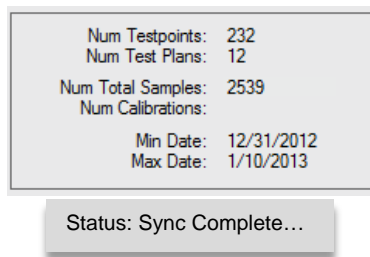 Num Testpoints: 232
Num Test Plans: 12
Num Total Samples: 2539
Num Calibrations:
Min Date: 12/31/2012
Max Date: 1/10/2013
Status: Sync Complete…